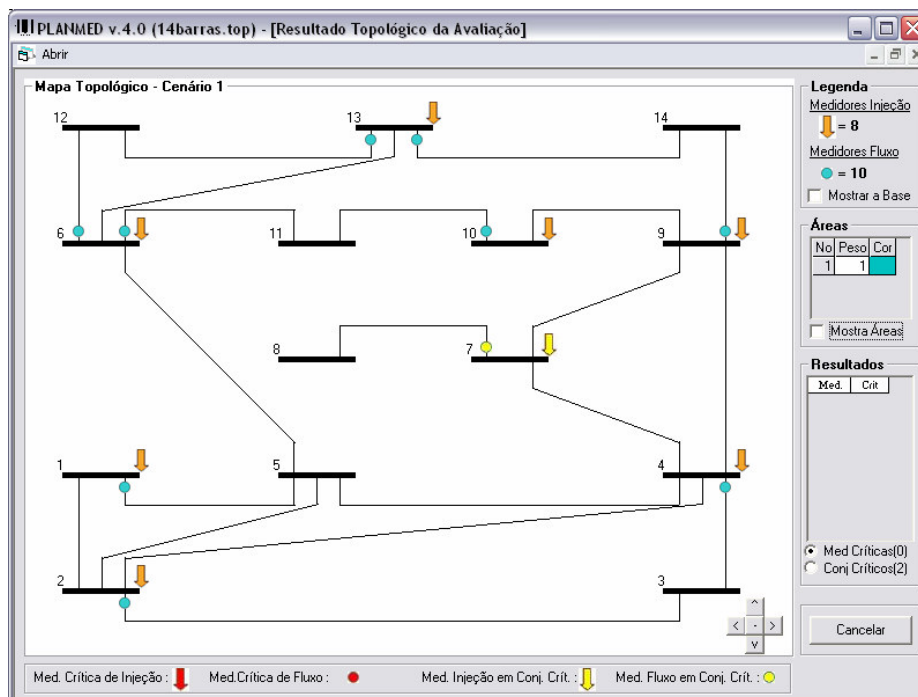 PLANMED v.4.0 (14barras.top) - [Resultado Topológico da Avaliação]
Abrir
Mapa Topológico - Cenário 1
12
13
14
6
11
10
9
8
7
1
5
4
2
3
Legenda
Medidores Injeção
= 8
Medidores Fluxo
= 10
Mostrar a Base
Áreas
No Peso Cor
1 1
Mostra Áreas
Resultados
Med. Crit
Med Críticas(0)
Conj Críticos(2)
Cancelar
Med. Crítica de Injeção : Med.Crítica de Fluxo : Med. Injeção em Conj. Crít. : Med. Fluxo em Conj. Crít. :